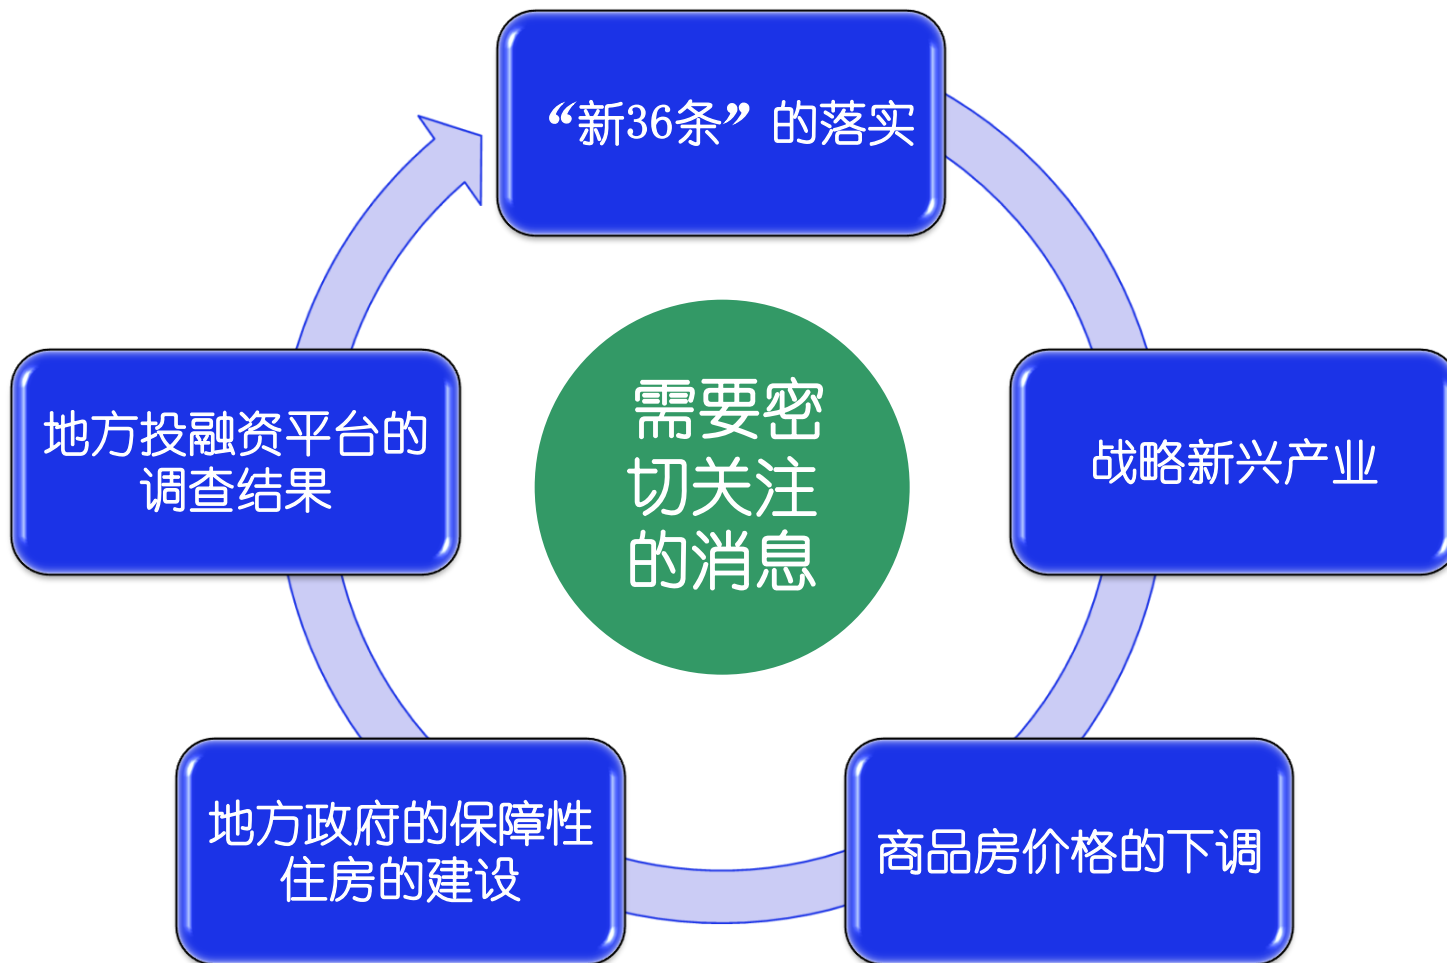 “新36条”的落实
战略新兴产业
商品房价格的下调
地方政府的保障性
住房的建设
地方投融资平台的
调查结果
需要密
切关注
的消息